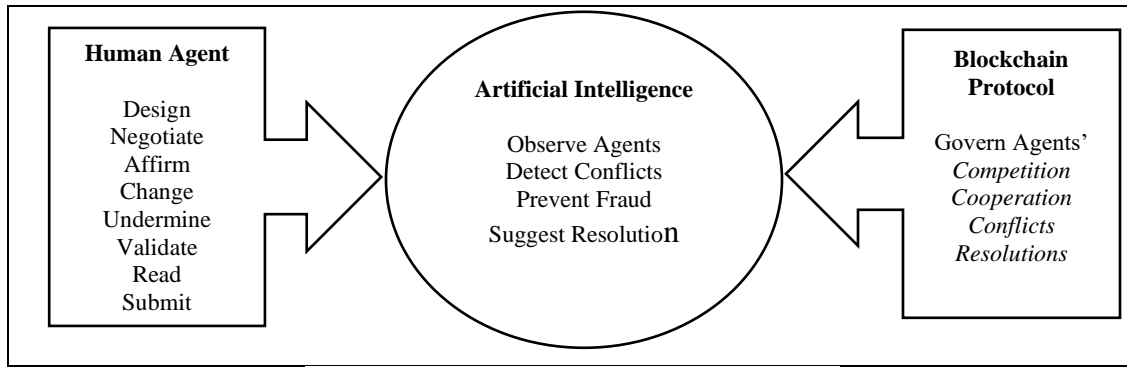 Human Agent
Design
Negotiate
Affirm
Change
Undermine
Validate
Read
Submit
Artificial Intelligence
Observe Agents
Detect Conflicts
Prevent Fraud
Suggest Resolution
Blockchain
Protocol
Govern Agents’
Competition
Cooperation
Conflicts
Resolutions